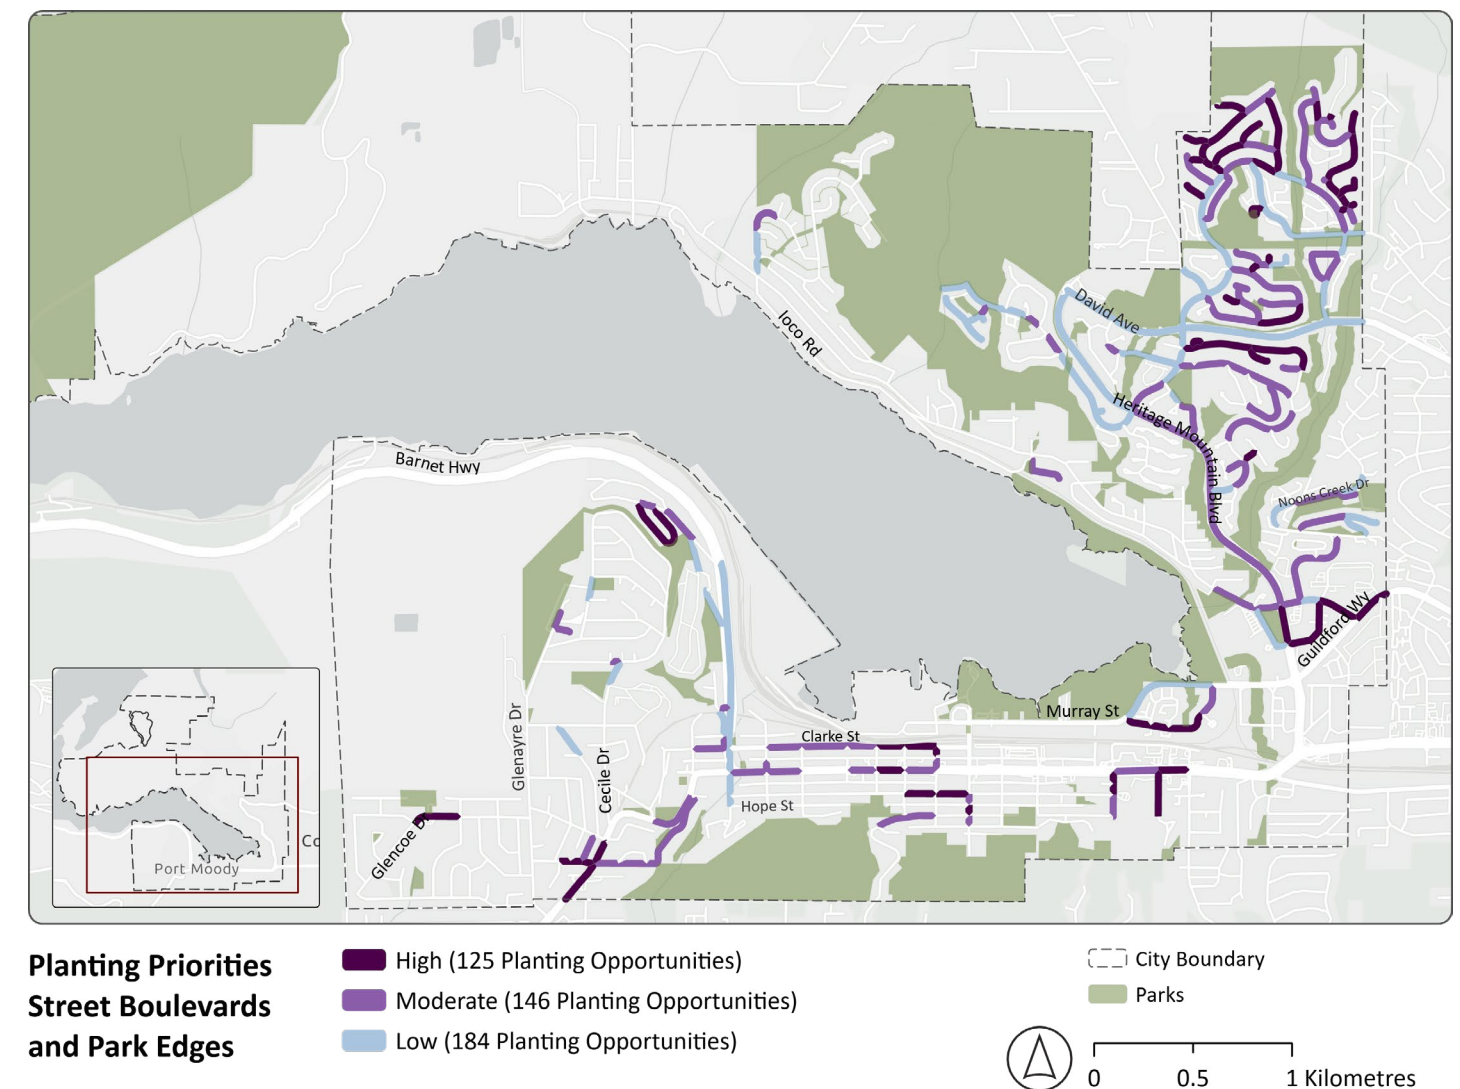 Ioco Rd
David Ave
Heritage Mountain Blvd
Barnet Hwy
Noons Creek Dr
Guildford Wy
Murray St
Clarke St
Glenayre Dr
Cecile Dr
Hope St
Glencoe Dr
Co
Port Moody
Planting Priorities
Street Boulevards
and Park Edges
High (125 Planting Opportunities)
Moderate (146 Planting Opportunities)
Low (184 Planting Opportunities)
City Boundary
Parks
0 0.5 1 Kilometres